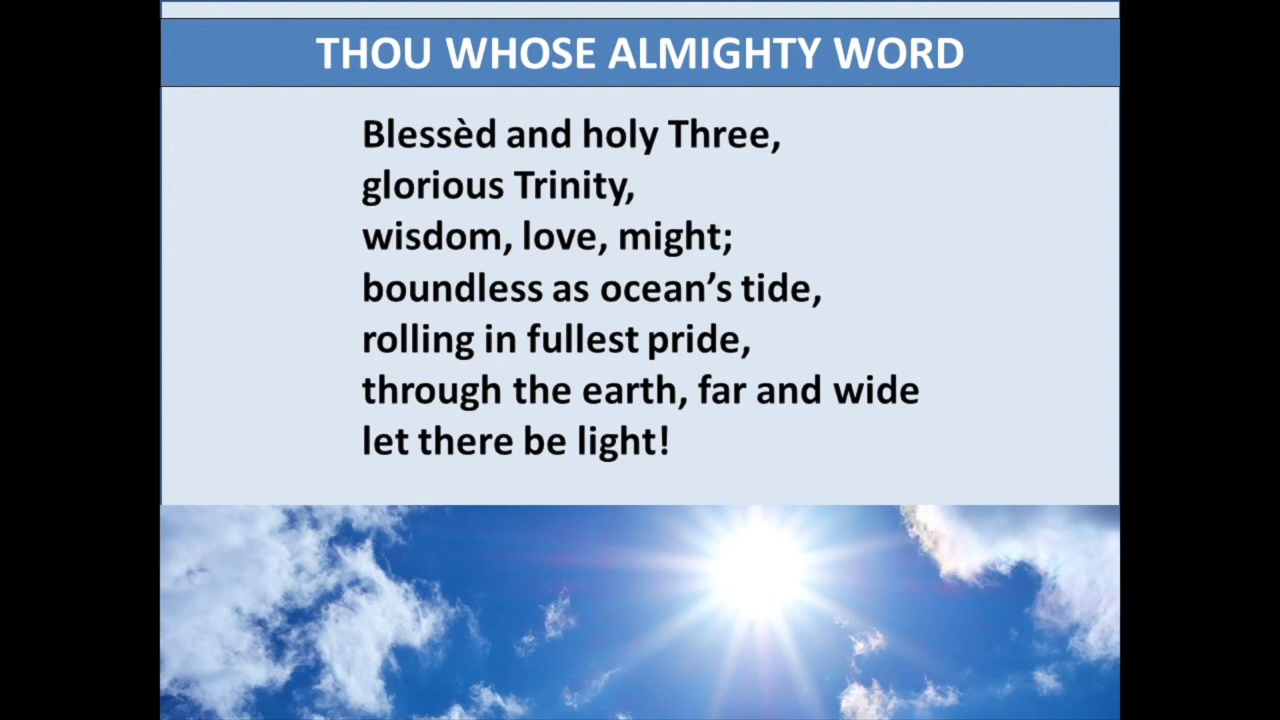 THOU WHOSE ALMIGHTY WORD
Blessèd and holy Three,
glorious Trinity,
wisdom, love, might;
boundless as ocean’s tide,
rolling in fullest pride,
through the earth, far and wide
let there be light!